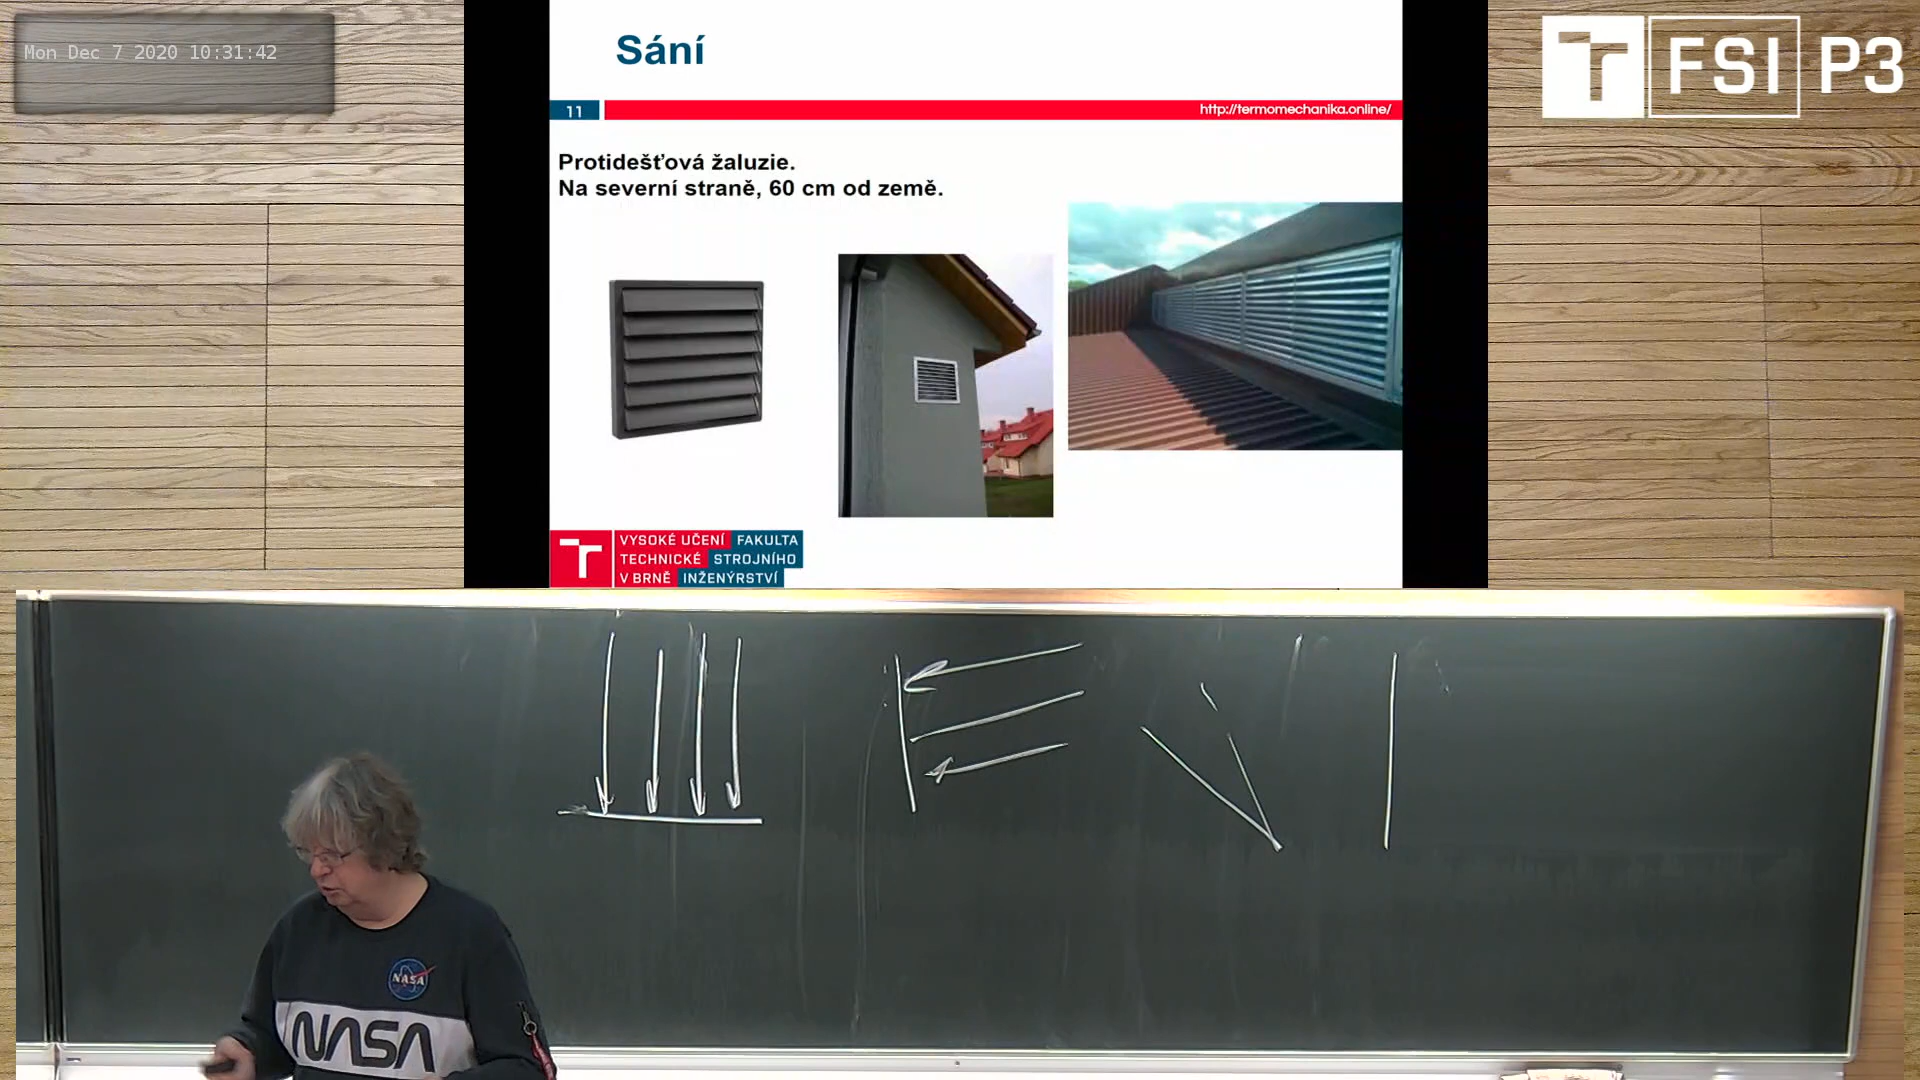 Mon Dec 7 2020 10:31:42
Sání
FSI P3
11
http://termomechanika.online/
Protidešťová žaluzie.
Na severní straně, 60 cm od země.
VYSOKÉ UČENÍ FAKULTA
TECHNICKÉ STROJNÍHO
V BRNĚ INŽENÝRSTVÍ
NASA
NASA